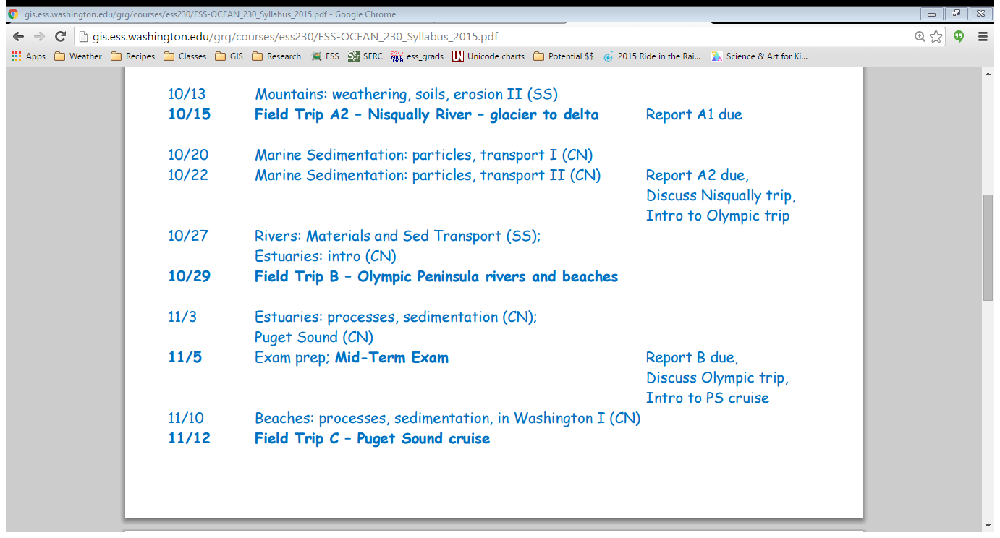 gis.ess.washington.edu/grg/courses/ess230/ESS-OCEAN_230_Syllabus_2015.pdf - Google Chrome
gis.ess.washington.edu/grg/courses/ess230/ESS-OCEAN_230_Syllabus_2015.pdf
Apps Weather Recipes Classes GIS Research ESS SERC ess_grads Unicode charts Potential $$ 2015 Ride in the Rai... Science & Art for Ki...
10/13 Mountains: weathering, soils, erosion II (SS)
10/15 Field Trip A2 – Nisqually River – glacier to delta Report A1 due
10/20 Marine Sedimentation: particles, transport I (CN)
10/22 Marine Sedimentation: particles, transport II (CN) Report A2 due,
Discuss Nisqually trip,
Intro to Olympic trip
10/27 Rivers: Materials and Sed Transport (SS);
Estuaries: intro (CN)
10/29 Field Trip B – Olympic Peninsula rivers and beaches
11/3 Estuaries: processes, sedimentation (CN);
Puget Sound (CN)
11/5 Exam prep; Mid-Term Exam Report B due,
Discuss Olympic trip,
Intro to PS cruise
11/10 Beaches: processes, sedimentation, in Washington I (CN)
11/12 Field Trip C – Puget Sound cruise